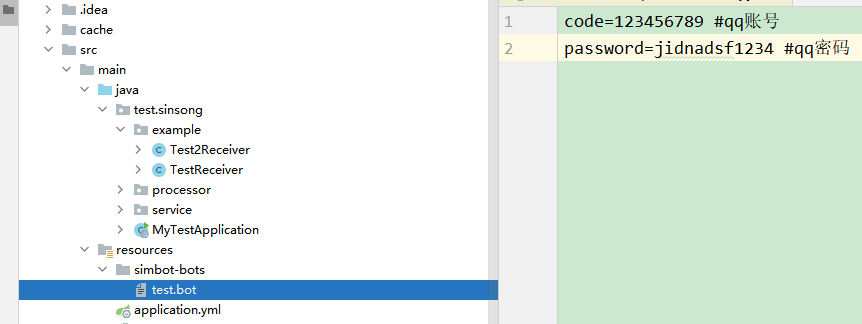 .idea
cache
src
main
java
test.sinsong
example
Test2Receiver
TestReceiver
processor
service
MyTestApplication
resources
simbot-bots
test.bot
application.yml
1 code=123456789 #qq账号
2 password=jidnadsf1234 #qq密码